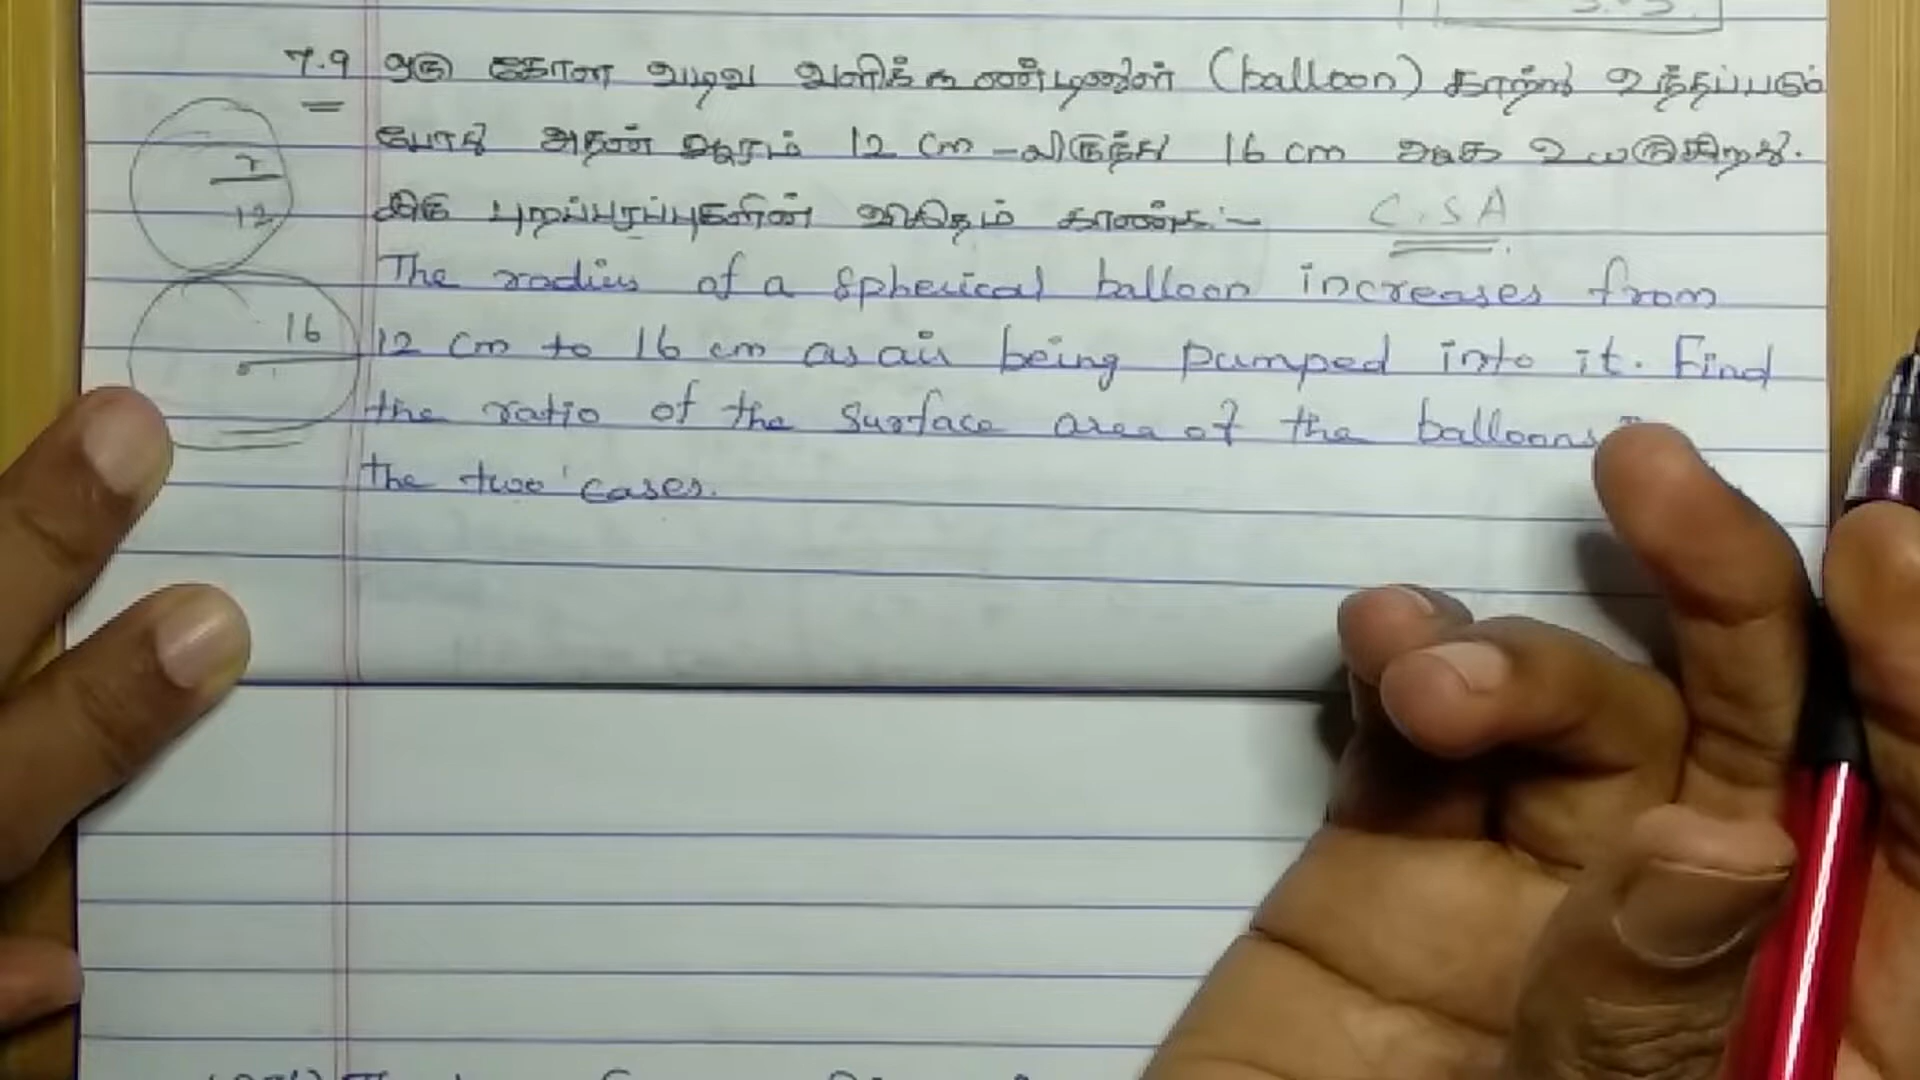 7.9 ஒரு கோள வடிவ வளிக்கூண்டினுள் (balloon) காற்று உந்தப்படும்
போது அதன் ஆரம் 12 cm -லிருந்து 16 cm ஆக உயருகிறது.
இரு புறப்பரப்புகளின் விகிதம் காண்க:-
C.S.A
r
12
16
The radius of a spherical balloon increases from
12 cm to 16 cm as air being pumped into it. Find
the ratio of the surface area of the balloons
the two cases.